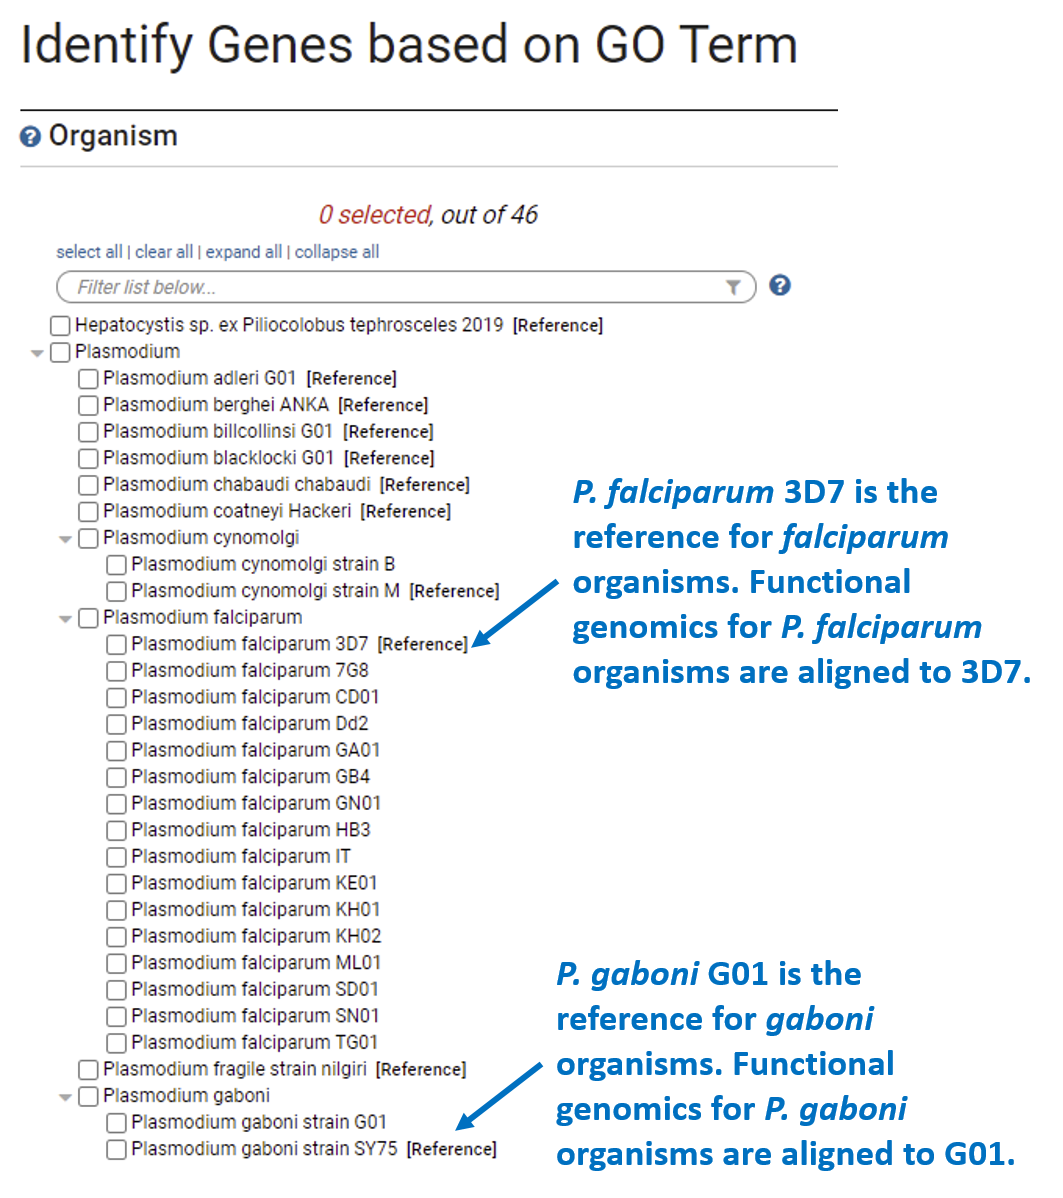 Identify Genes based on GO Term
Organism
0 selected, out of 46
select all | clear all | expand all | collapse all
Filter list below...
Hepatocystis sp. ex Piliocolobus tephrosceles 2019 [Reference]
Plasmodium
Plasmodium adleri G01 [Reference]
Plasmodium berghei ANKA [Reference]
Plasmodium billcollinsi G01 [Reference]
Plasmodium blacklocki G01 [Reference]
Plasmodium chabaudi chabaudi [Reference]
Plasmodium coatneyi Hackeri [Reference]
Plasmodium cynomolgi
Plasmodium cynomolgi strain B
Plasmodium cynomolgi strain M [Reference]
Plasmodium falciparum
Plasmodium falciparum 3D7 [Reference]
Plasmodium falciparum 7G8
Plasmodium falciparum CD01
Plasmodium falciparum Dd2
Plasmodium falciparum GA01
Plasmodium falciparum GB4
Plasmodium falciparum GN01
Plasmodium falciparum HB3
Plasmodium falciparum IT
Plasmodium falciparum KE01
Plasmodium falciparum KH01
Plasmodium falciparum KH02
Plasmodium falciparum ML01
Plasmodium falciparum SD01
Plasmodium falciparum SN01
Plasmodium falciparum TG01
Plasmodium fragile strain nilgiri [Reference]
Plasmodium gaboni
Plasmodium gaboni strain G01
Plasmodium gaboni strain SY75 [Reference]
P. falciparum 3D7 is the
reference for falciparum
organisms. Functional
genomics for P. falciparum
organisms are aligned to 3D7.
P. gaboni G01 is the
reference for gaboni
organisms. Functional
genomics for P. gaboni
organisms are aligned to G01.